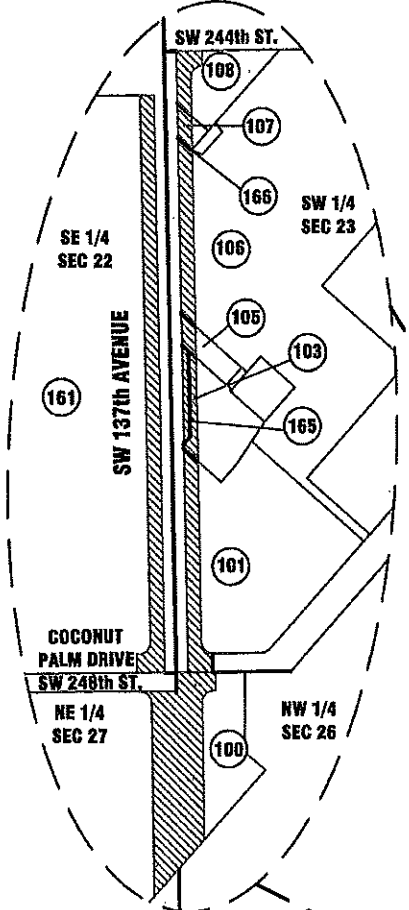 SW 244th ST.
108
107
166
SW 1/4
SEC 23
SE 1/4
SEC 22
106
105
103
161
SW 137th AVENUE
165
101
COCONUT
PALM DRIVE
SW 248th ST.
NE 1/4
SEC 27
NW 1/4
SEC 26
100